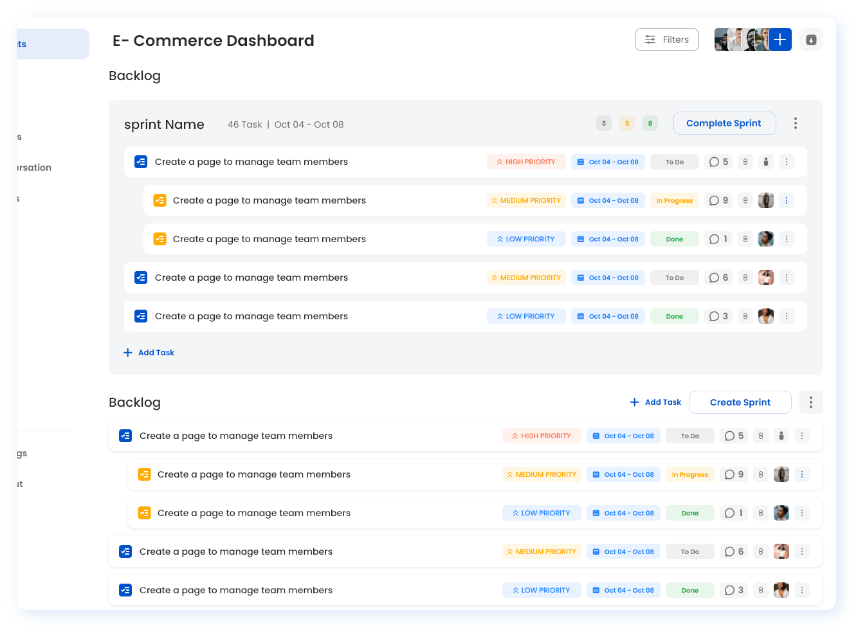 E- Commerce Dashboard
Filters
Backlog
sprint Name 46 Task | Oct 04 - Oct 08 5 3 8 Complete Sprint
Create a page to manage team members HIGH PRIORITY Oct 04 - Oct 08 To Do 5 8
Create a page to manage team members MEDIUM PRIORITY Oct 04 - Oct 08 In Progress 9 8
Create a page to manage team members LOW PRIORITY Oct 04 - Oct 08 Done 1 8
Create a page to manage team members MEDIUM PRIORITY Oct 04 - Oct 08 To Do 6 8
Create a page to manage team members LOW PRIORITY Oct 04 - Oct 08 Done 3 8
Add Task
Backlog Add Task Create Sprint
Create a page to manage team members HIGH PRIORITY Oct 04 - Oct 08 To Do 5 8
Create a page to manage team members MEDIUM PRIORITY Oct 04 - Oct 08 In Progress 9 8
Create a page to manage team members LOW PRIORITY Oct 04 - Oct 08 Done 1 8
Create a page to manage team members MEDIUM PRIORITY Oct 04 - Oct 08 To Do 6 8
Create a page to manage team members LOW PRIORITY Oct 04 - Oct 08 Done 3 8